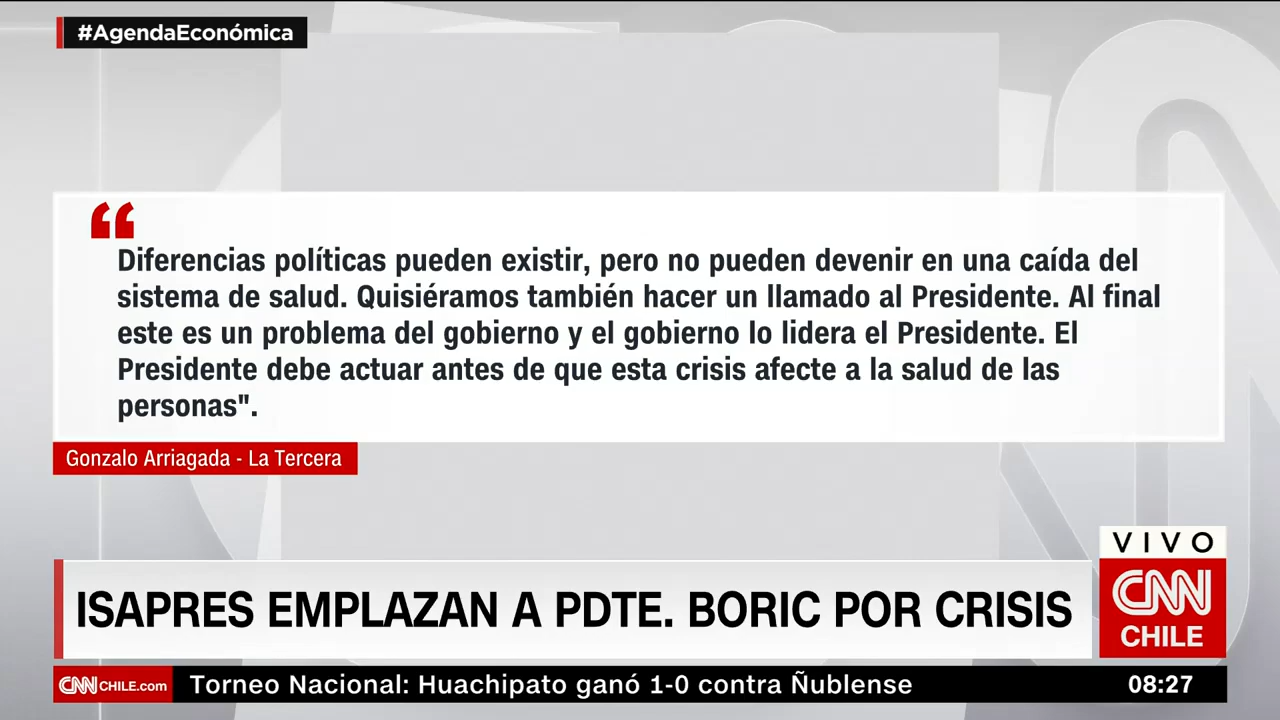 #AgendaEconómica
“
Diferencias políticas pueden existir, pero no pueden devenir en una caída del
sistema de salud. Quisiéramos también hacer un llamado al Presidente. Al final
este es un problema del gobierno y el gobierno lo lidera el Presidente. El
Presidente debe actuar antes de que esta crisis afecte a la salud de las
personas".
Gonzalo Arriagada - La Tercera
VIVO
CNN
CHILE
ISAPRES EMPLAZAN A PDTE. BORIC POR CRISIS
CNNCHILE.com Torneo Nacional: Huachipato ganó 1-0 contra Ñublense 08:27